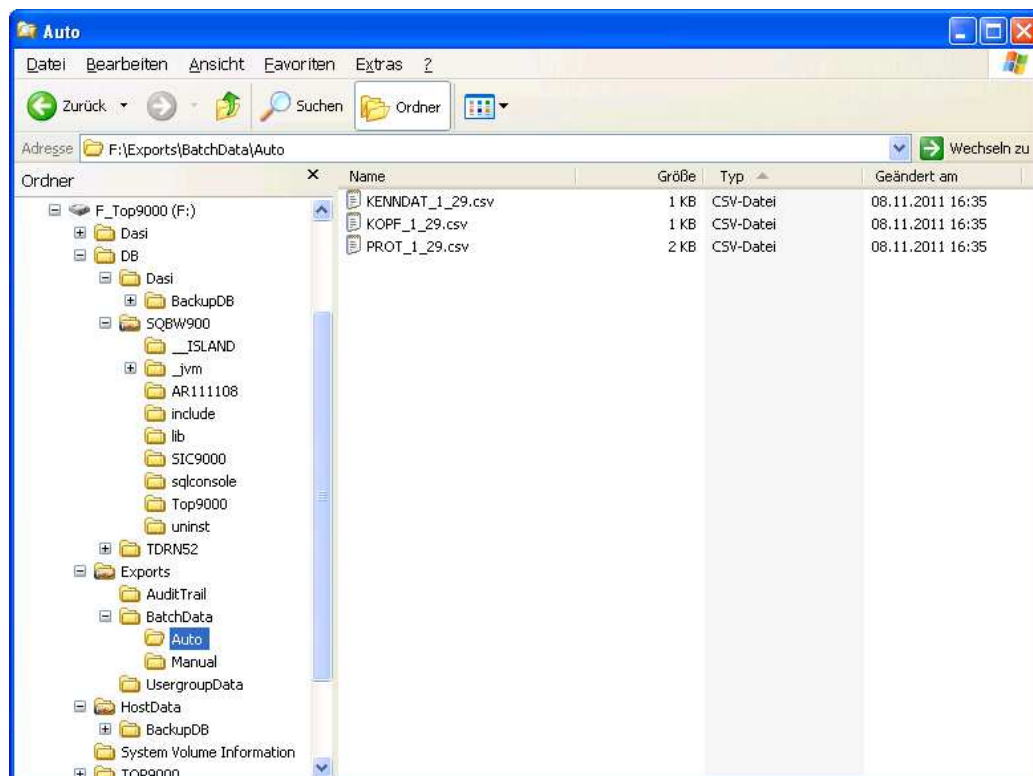 Auto
Datei Bearbeiten Ansicht Favoriten Extras ?
Zurück Suchen Ordner
Adresse F:\Exports\BatchData\Auto Wechseln zu
Ordner x
Name Größe Typ Geändert am
KENNDAT_1_29.csv 1 KB CSV-Datei 08.11.2011 16:35
KOPF_1_29.csv 1 KB CSV-Datei 08.11.2011 16:35
PROT_1_29.csv 2 KB CSV-Datei 08.11.2011 16:35
F_Top9000 (F:)
Dasi
DB
Dasi
BackupDB
SQBW900
__ISLAND
_jvm
AR111108
include
lib
SIC9000
sqlconsole
Top9000
uninst
TDRN52
Exports
AuditTrail
BatchData
Auto
Manual
UsergroupData
HostData
BackupDB
System Volume Information
TOP9000